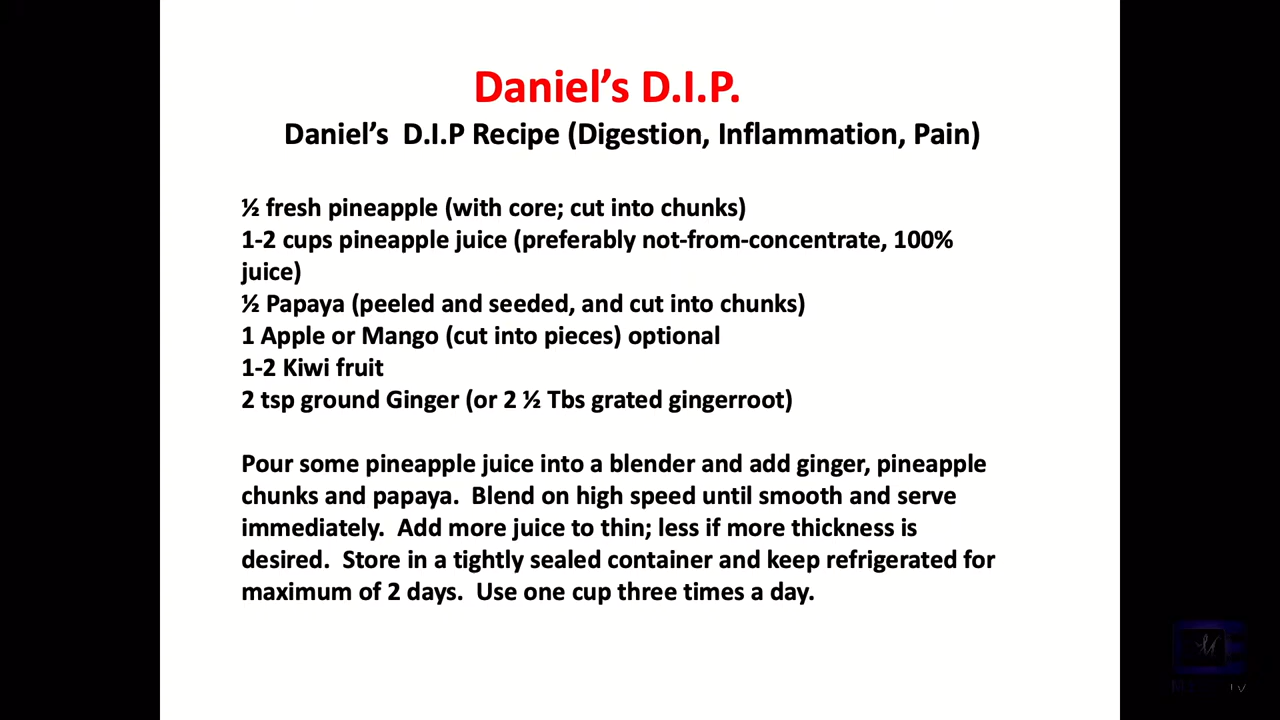 Daniel’s D.I.P.
Daniel’s  D.I.P Recipe (Digestion, Inflammation, Pain)
½ fresh pineapple (with core; cut into chunks)
1-2 cups pineapple juice (preferably not-from-concentrate, 100%
juice)
½ Papaya (peeled and seeded, and cut into chunks)
1 Apple or Mango (cut into pieces) optional
1-2 Kiwi fruit
2 tsp ground Ginger (or 2 ½ Tbs grated gingerroot)
Pour some pineapple juice into a blender and add ginger, pineapple
chunks and papaya.  Blend on high speed until smooth and serve
immediately.  Add more juice to thin; less if more thickness is
desired.  Store in a tightly sealed container and keep refrigerated for
maximum of 2 days.  Use one cup three times a day.